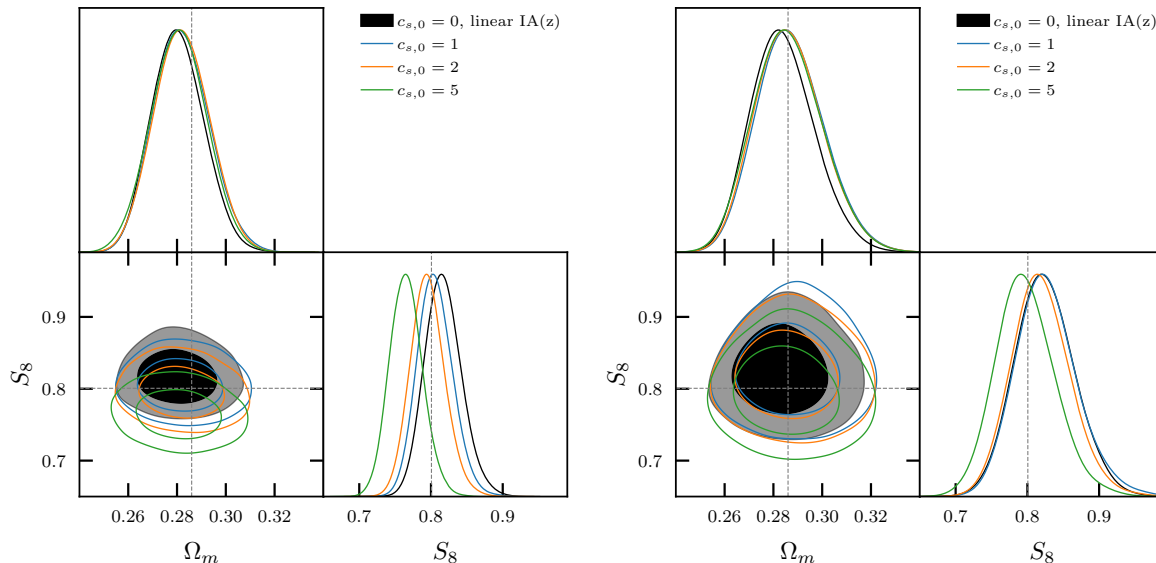 c_{s,0} = 0, linear IA(z)
c_{s,0} = 1
c_{s,0} = 2
c_{s,0} = 5
0.9
0.8
0.7
S_8
0.26 0.28 0.30 0.32
Ω_m
0.7 0.8 0.9
S_8
c_{s,0} = 0, linear IA(z)
c_{s,0} = 1
c_{s,0} = 2
c_{s,0} = 5
0.9
0.8
0.7
S_8
0.26 0.28 0.30 0.32
Ω_m
0.7 0.8 0.9
S_8